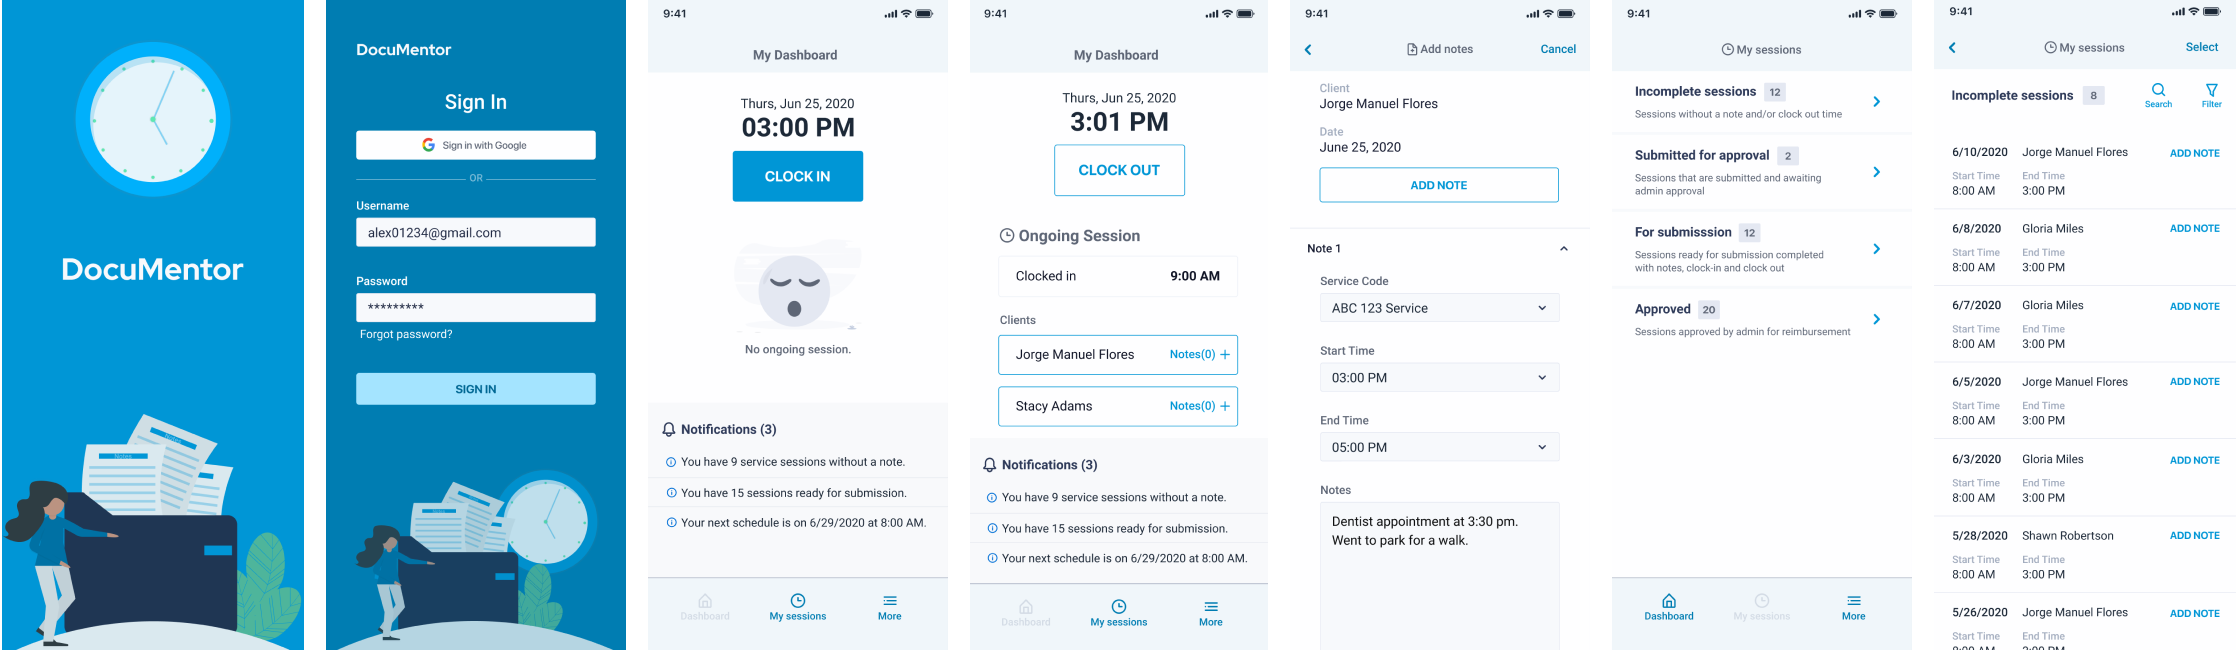 Notes
Notes
DocuMentor
DocuMentor
Sign In
Sign in with Google
OR
Username
alex01234@gmail.com
Password
*********
Forgot password?
SIGN IN
9:41
My Dashboard
Thurs, Jun 25, 2020
03:00 PM
CLOCK IN
No ongoing session.
Notifications (3)
You have 9 service sessions without a note.
You have 15 sessions ready for submission.
Your next schedule is on 6/29/2020 at 8:00 AM.
Dashboard
My sessions
More
9:41
My Dashboard
Thurs, Jun 25, 2020
3:01 PM
CLOCK OUT
Ongoing Session
Clocked in 9:00 AM
Clients
Jorge Manuel Flores Notes(0) +
Stacy Adams Notes(0) +
Notifications (3)
You have 9 service sessions without a note.
You have 15 sessions ready for submission.
Your next schedule is on 6/29/2020 at 8:00 AM.
Dashboard
My sessions
More
9:41
Add notes
Cancel
Client
Jorge Manuel Flores
Date
June 25, 2020
ADD NOTE
Note 1
Service Code
ABC 123 Service
Start Time
03:00 PM
End Time
05:00 PM
Notes
Dentist appointment at 3:30 pm.
Went to park for a walk.
9:41
My sessions
Incomplete sessions 12
Sessions without a note and/or clock out time
Submitted for approval 2
Sessions that are submitted and awaiting
admin approval
For submisssion 12
Sessions ready for submission completed
with notes, clock-in and clock out
Approved 20
Sessions approved by admin for reimbursement
Dashboard
My sessions
More
9:41
My sessions
Select
Incomplete sessions 8
Search
Filter
6/10/2020 Jorge Manuel Flores ADD NOTE
Start Time End Time
8:00 AM 3:00 PM
6/8/2020 Gloria Miles ADD NOTE
Start Time End Time
8:00 AM 3:00 PM
6/7/2020 Gloria Miles ADD NOTE
Start Time End Time
8:00 AM 3:00 PM
6/5/2020 Jorge Manuel Flores ADD NOTE
Start Time End Time
8:00 AM 3:00 PM
6/3/2020 Gloria Miles ADD NOTE
Start Time End Time
8:00 AM 3:00 PM
5/28/2020 Shawn Robertson ADD NOTE
Start Time End Time
8:00 AM 3:00 PM
5/26/2020 Jorge Manuel Flores ADD NOTE
Start Time End Time